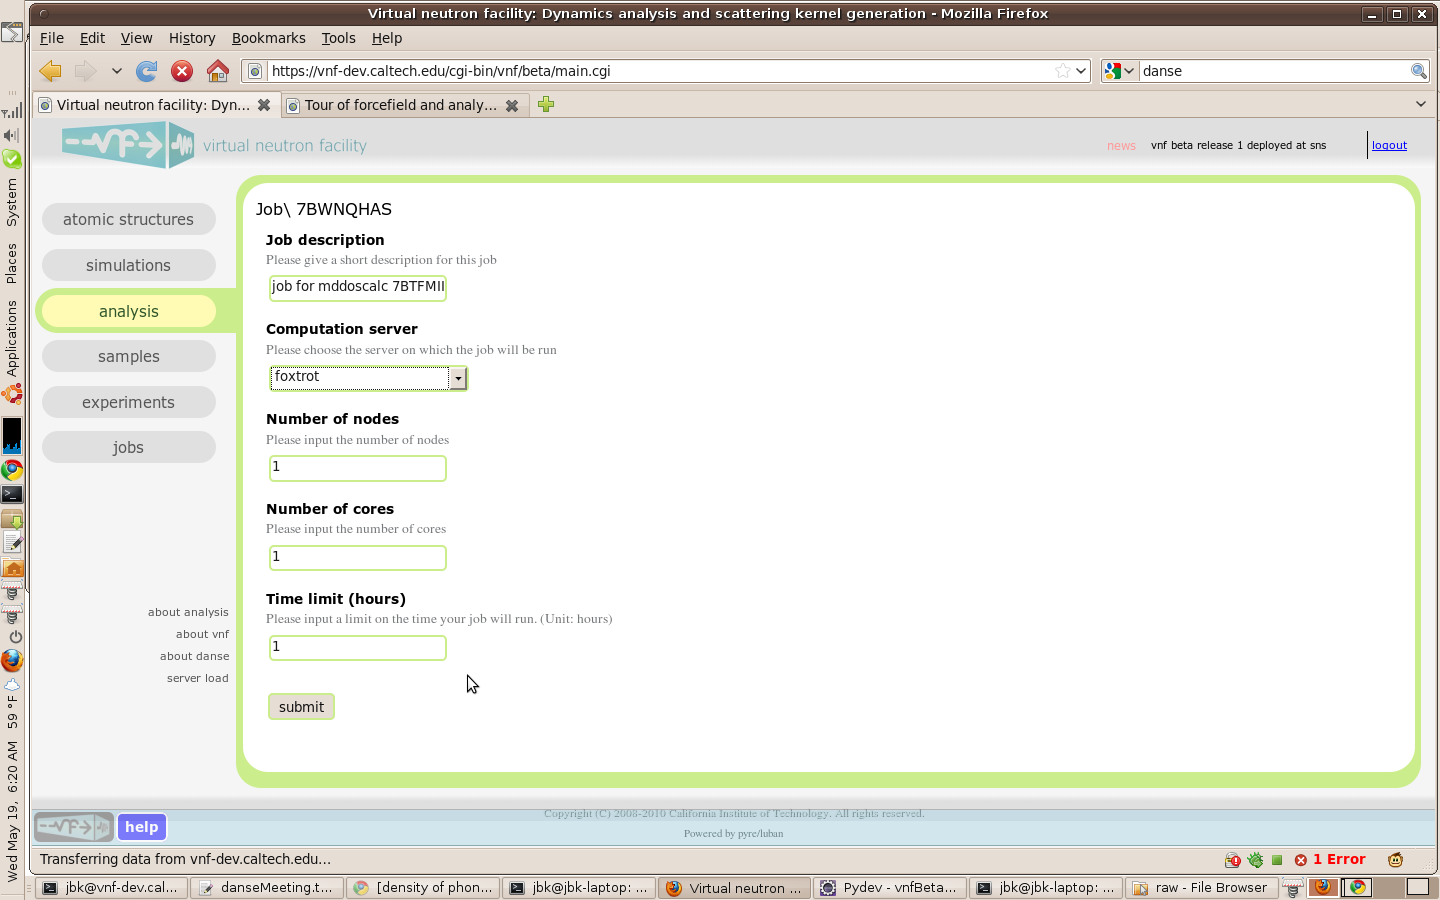 Virtual neutron facility: Dynamics analysis and scattering kernel generation - Mozilla Firefox
File Edit View History Bookmarks Tools Help
https://vnf-dev.caltech.edu/cgi-bin/vnf/beta/main.cgi
danse
Virtual neutron facility: Dyn...
Tour of forcefield and analy...
VF
virtual neutron facility
news
vnf beta release 1 deployed at sns
logout
atomic structures
simulations
analysis
samples
experiments
jobs
about analysis
about vnf
about danse
server load
Job\ 7BWNQHAS
Job description
Please give a short description for this job
job for mddoscalc 7BTFMII
Computation server
Please choose the server on which the job will be run
foxtrot
Number of nodes
Please input the number of nodes
1
Number of cores
Please input the number of cores
1
Time limit (hours)
Please input a limit on the time your job will run. (Unit: hours)
1
submit
VF
help
Copyright (C) 2008-2010 California Institute of Technology. All rights reserved.
Powered by pyre/luban
Transferring data from vnf-dev.caltech.edu...
1 Error
System
Places
Applications
59 °F
Wed May 19, 6:20 AM
jbk@vnf-dev.cal...
danseMeeting.t...
[density of phon...
jbk@jbk-laptop: ...
Virtual neutron ...
Pydev - vnfBeta...
jbk@jbk-laptop: ...
raw - File Browser